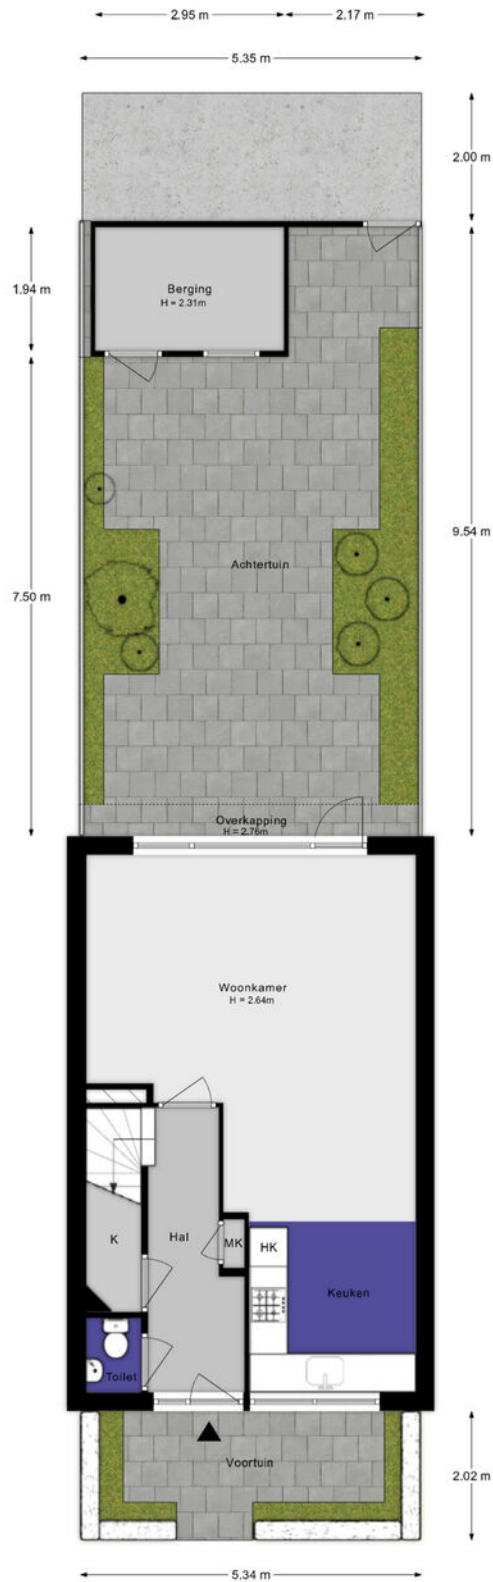 2.95 m 2.17 m
5.35 m
2.00 m
1.94 m
Berging
H = 2.31m
9.54 m
Achtertuin
7.50 m
Overkapping
H = 2.76m
Woonkamer
H = 2.64m
K
Hal
MK
HK
Keuken
Toilet
Voortuin
2.02 m
5.34 m